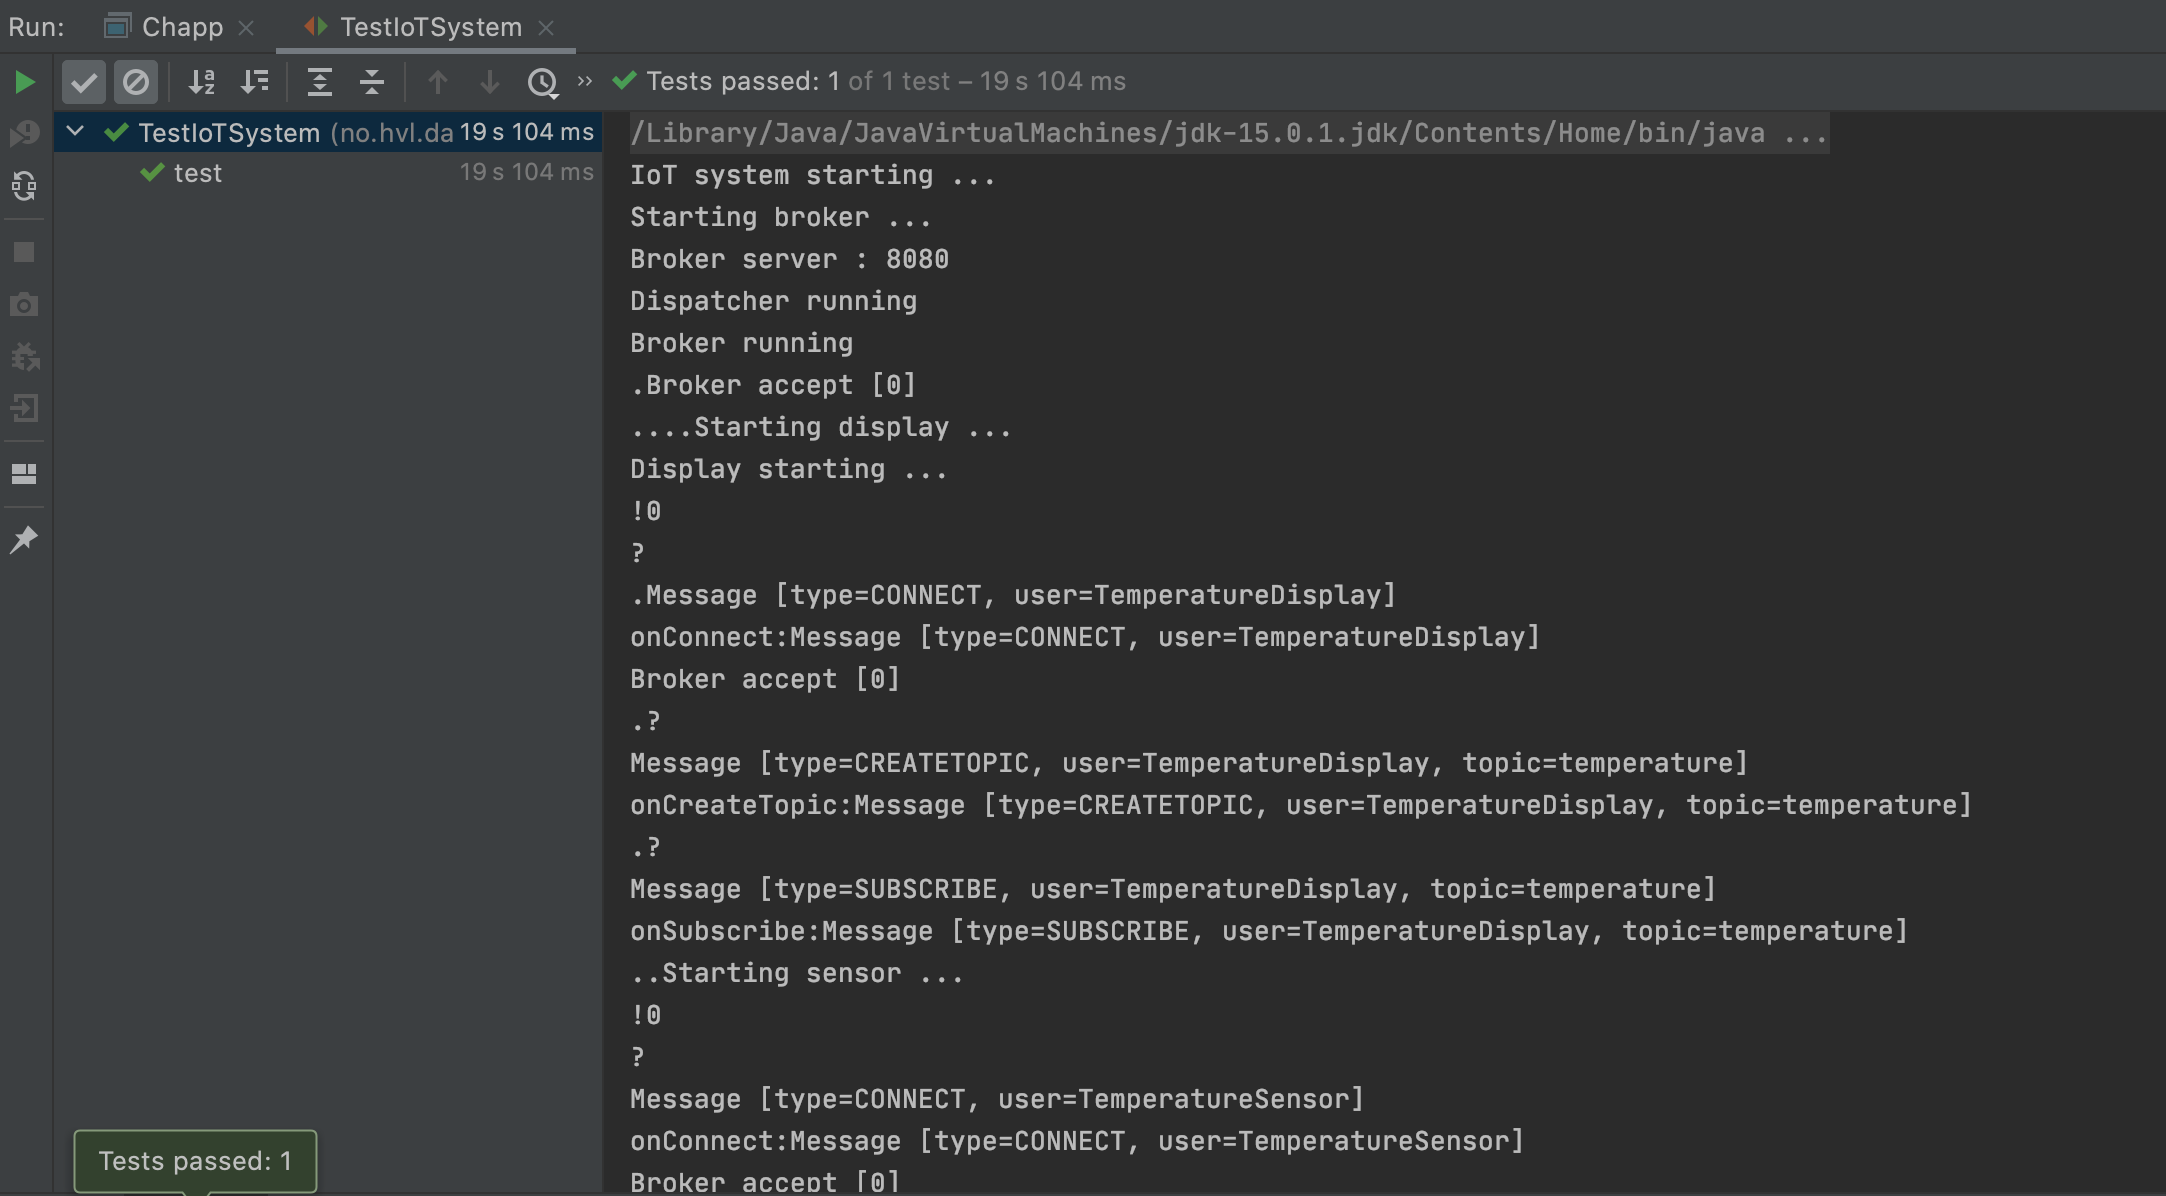 Run: Chapp TestIoTSystem
Tests passed: 1 of 1 test – 19 s 104 ms
TestIoTSystem (no.hvl.da 19 s 104 ms
test 19 s 104 ms
/Library/Java/JavaVirtualMachines/jdk-15.0.1.jdk/Contents/Home/bin/java ...
IoT system starting ...
Starting broker ...
Broker server : 8080
Dispatcher running
Broker running
.Broker accept [0]
....Starting display ...
Display starting ...
!0
?
.Message [type=CONNECT, user=TemperatureDisplay]
onConnect:Message [type=CONNECT, user=TemperatureDisplay]
Broker accept [0]
.?
Message [type=CREATETOPIC, user=TemperatureDisplay, topic=temperature]
onCreateTopic:Message [type=CREATETOPIC, user=TemperatureDisplay, topic=temperature]
.?
Message [type=SUBSCRIBE, user=TemperatureDisplay, topic=temperature]
onSubscribe:Message [type=SUBSCRIBE, user=TemperatureDisplay, topic=temperature]
..Starting sensor ...
!0
?
Message [type=CONNECT, user=TemperatureSensor]
onConnect:Message [type=CONNECT, user=TemperatureSensor]
Broker accept [0]
Tests passed: 1